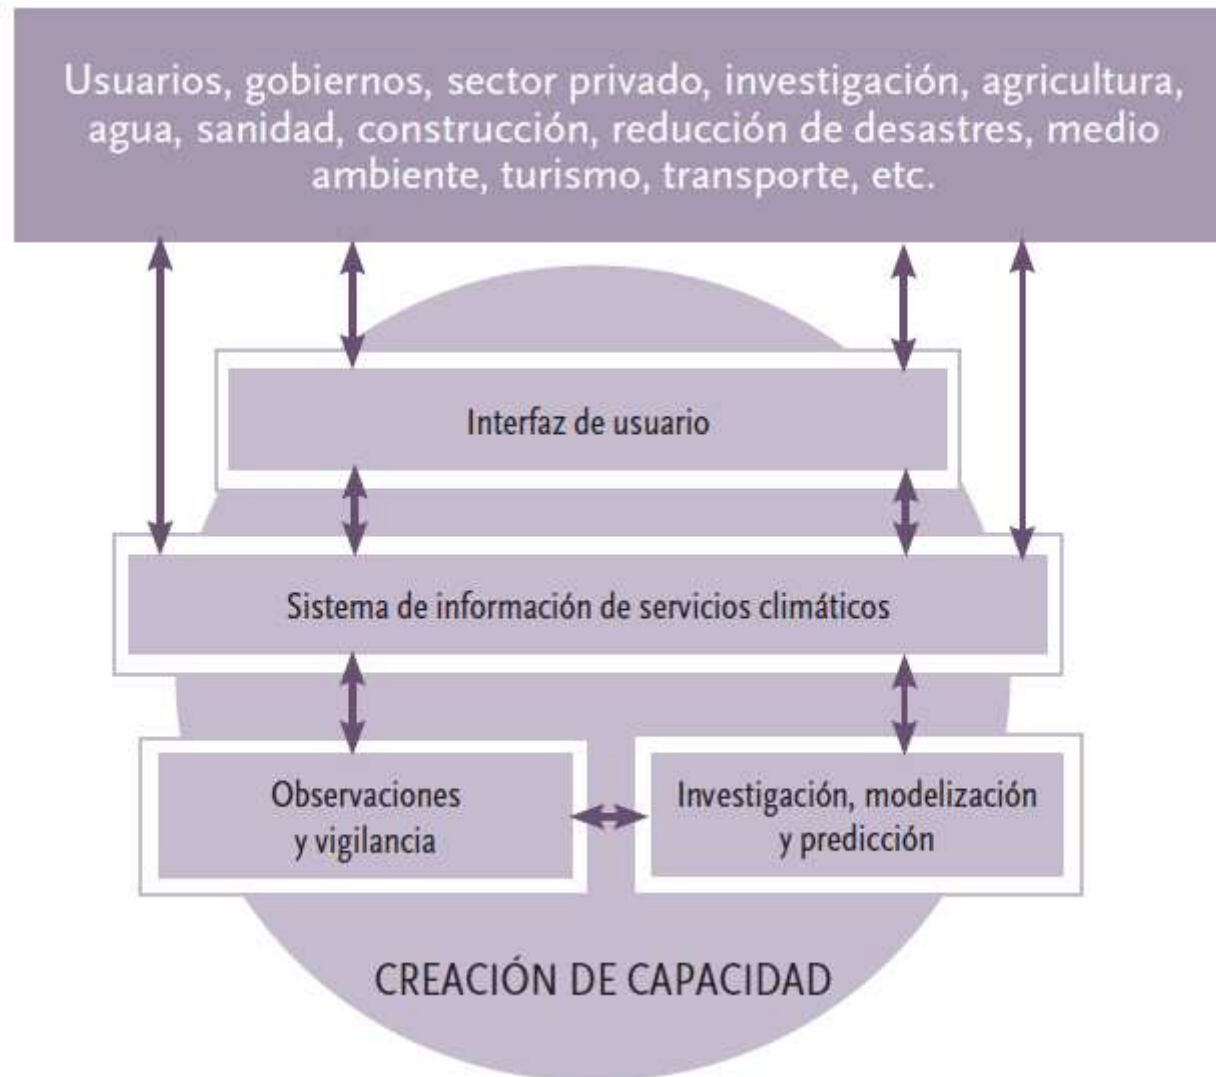 Usuarios, gobiernos, sector privado, investigación, agricultura,
agua, sanidad, construcción, reducción de desastres, medio
ambiente, turismo, transporte, etc.
Interfaz de usuario
Sistema de información de servicios climáticos
Observaciones
y vigilancia
Investigación, modelización
y predicción
CREACIÓN DE CAPACIDAD